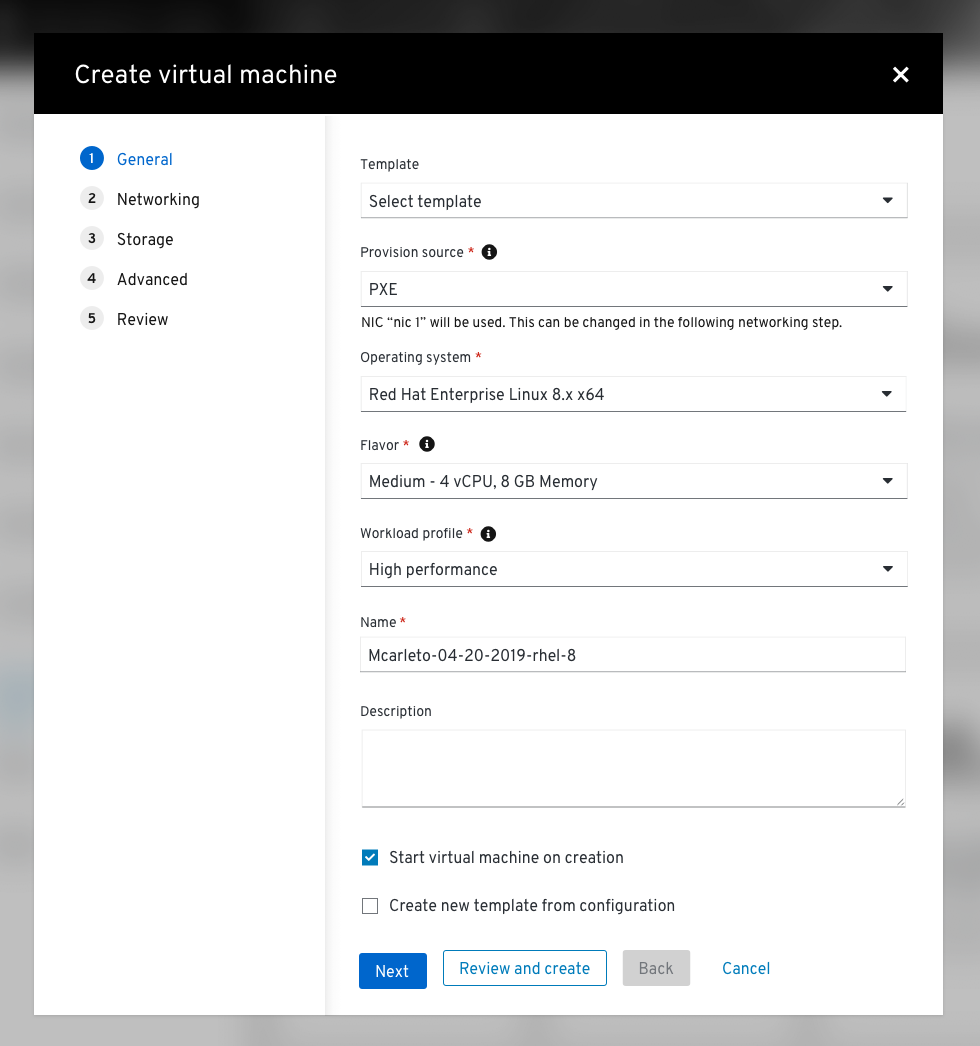 Create virtual machine
1 General
2 Networking
3 Storage
4 Advanced
5 Review
Template
Select template
Provision source *
PXE
NIC “nic 1” will be used. This can be changed in the following networking step.
Operating system *
Red Hat Enterprise Linux 8.x x64
Flavor *
Medium - 4 vCPU, 8 GB Memory
Workload profile *
High performance
Name *
Mcarleto-04-20-2019-rhel-8
Description
Start virtual machine on creation
Create new template from configuration
Next Review and create Back Cancel